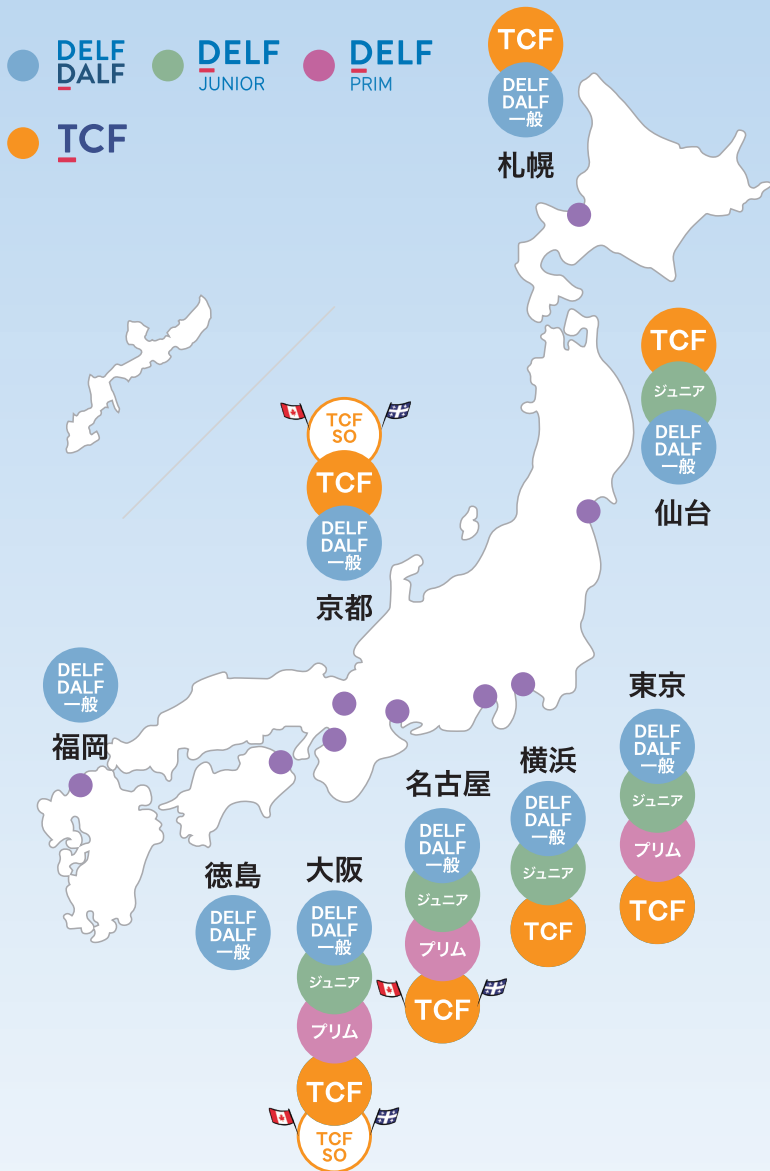 DELF
DALF
DELF
JUNIOR
DELF
PRIM
TCF
TCF
DELF
DALF
一般
札幌
TCF
ジュニア
DELF
DALF
一般
仙台
TCF
SO
TCF
DELF
DALF
一般
京都
DELF
DALF
一般
福岡
東京
DELF
DALF
一般
ジュニア
プリム
TCF
横浜
DELF
DALF
一般
ジュニア
TCF
名古屋
DELF
DALF
一般
ジュニア
プリム
TCF
大阪
DELF
DALF
一般
ジュニア
プリム
TCF
TCF
SO
徳島
DELF
DALF
一般